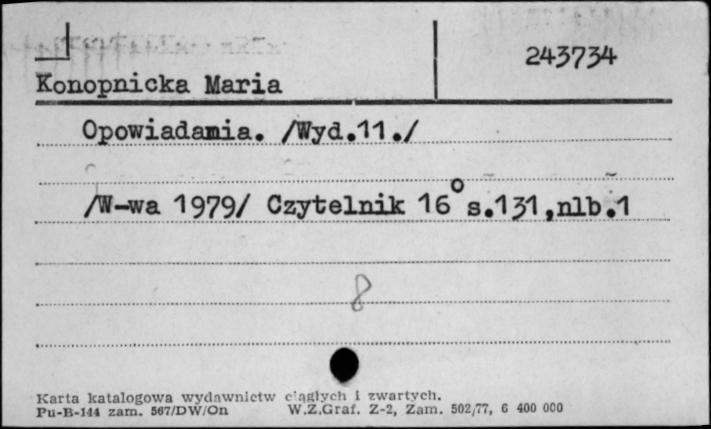 243734
Konopnicka Maria
Opowiadania. /Wyd.11./
/W-wa 1979/ Czytelnik 16° s.131,nlb.1
8
Karta katalogowa wydawnictw ciągłych i zwartych.
Pu-B-144 zam. 567/DW/On W.Z.Graf. Z-2, Zam. 502/77, 6 400 000